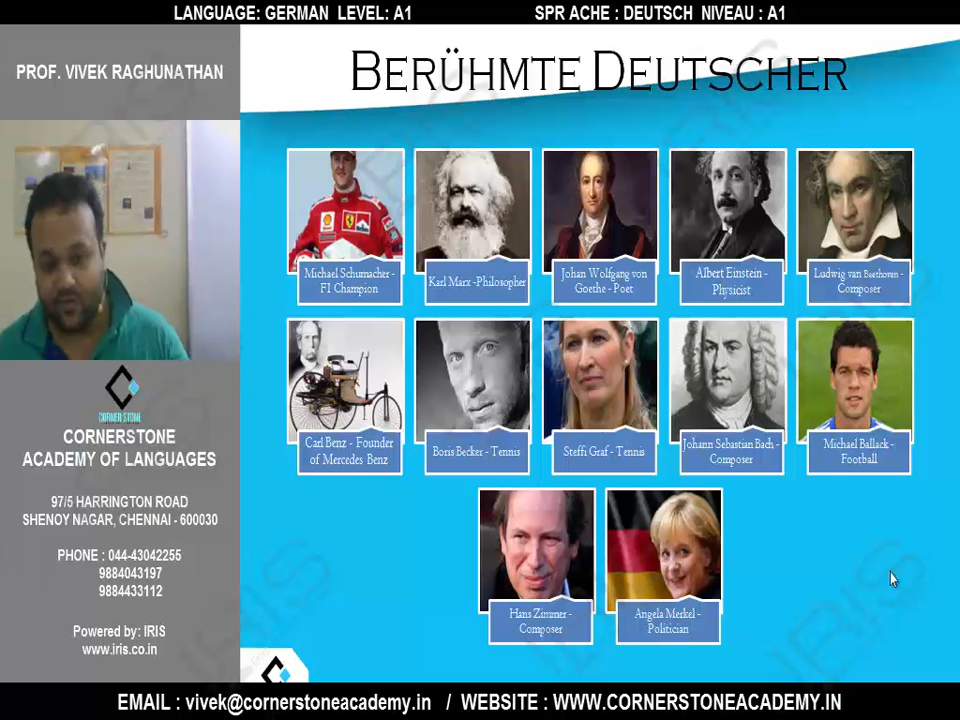 LANGUAGE: GERMAN LEVEL: A1
SPR ACHE : DEUTSCH NIVEAU : A1
PROF. VIVEK RAGHUNATHAN
BERÜHMTE DEUTSCHER
Michael Schumacher -
F1 Champion
Karl Marx -Philosopher
Johan Wolfgang von
Goethe - Poet
Albert Einstein -
Physicist
Ludwig van Beethoven -
Composer
Carl Benz - Founder
of Mercedes Benz
Boris Becker - Tennis
Steffi Graf - Tennis
Johann Sebastian Bach -
Composer
Michael Ballack -
Football
Hans Zimmer -
Composer
Angela Merkel -
Politician
CORNER STONE
CORNERSTONE
ACADEMY OF LANGUAGES
97/5 HARRINGTON ROAD
SHENOY NAGAR, CHENNAI - 600030
PHONE : 044-43042255
9884043197
9884433112
Powered by: IRIS
www.iris.co.in
EMAIL : vivek@cornerstoneacademy.in / WEBSITE : WWW.CORNERSTONEACADEMY.IN